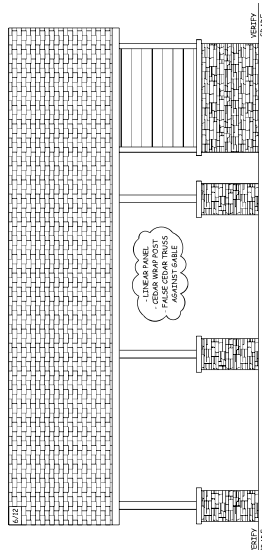 6/12
- LINEAR PANEL
- CEDAR WRAP POST
- FALSE CEDAR TRUSS
AGAINST GABLE
VERIFY
VERIFY